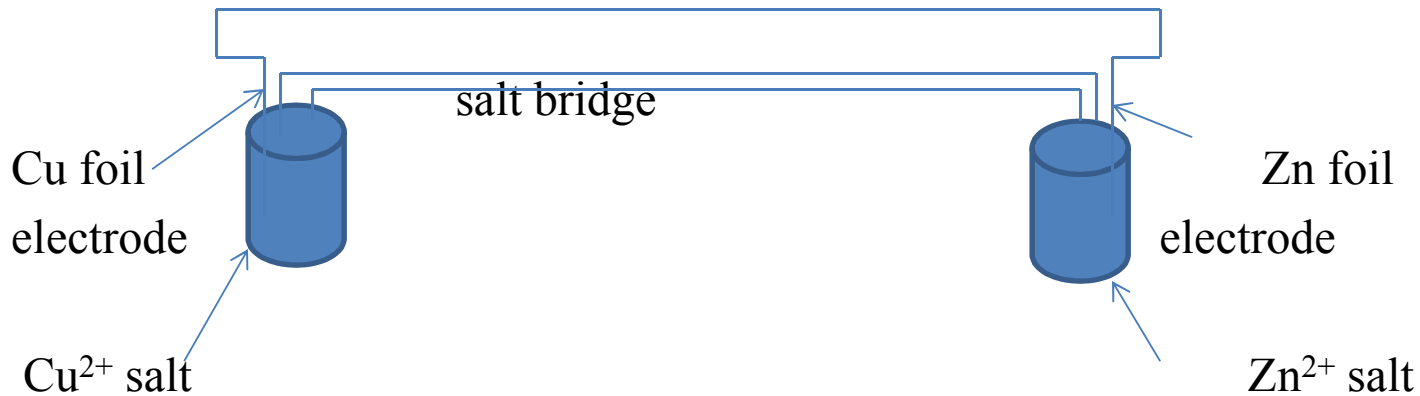 salt bridge
Cu foil
electrode
Zn foil
electrode
Cu²⁺ salt
Zn²⁺ salt